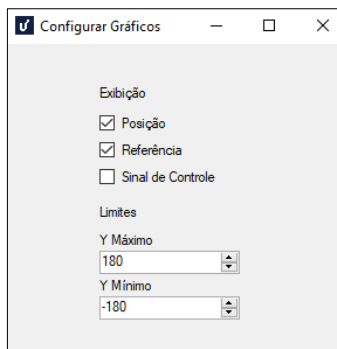 Configurar Gráficos
Exibição
Posição
Referência
Sinal de Controle
Limites
Y Máximo
180
Y Mínimo
-180